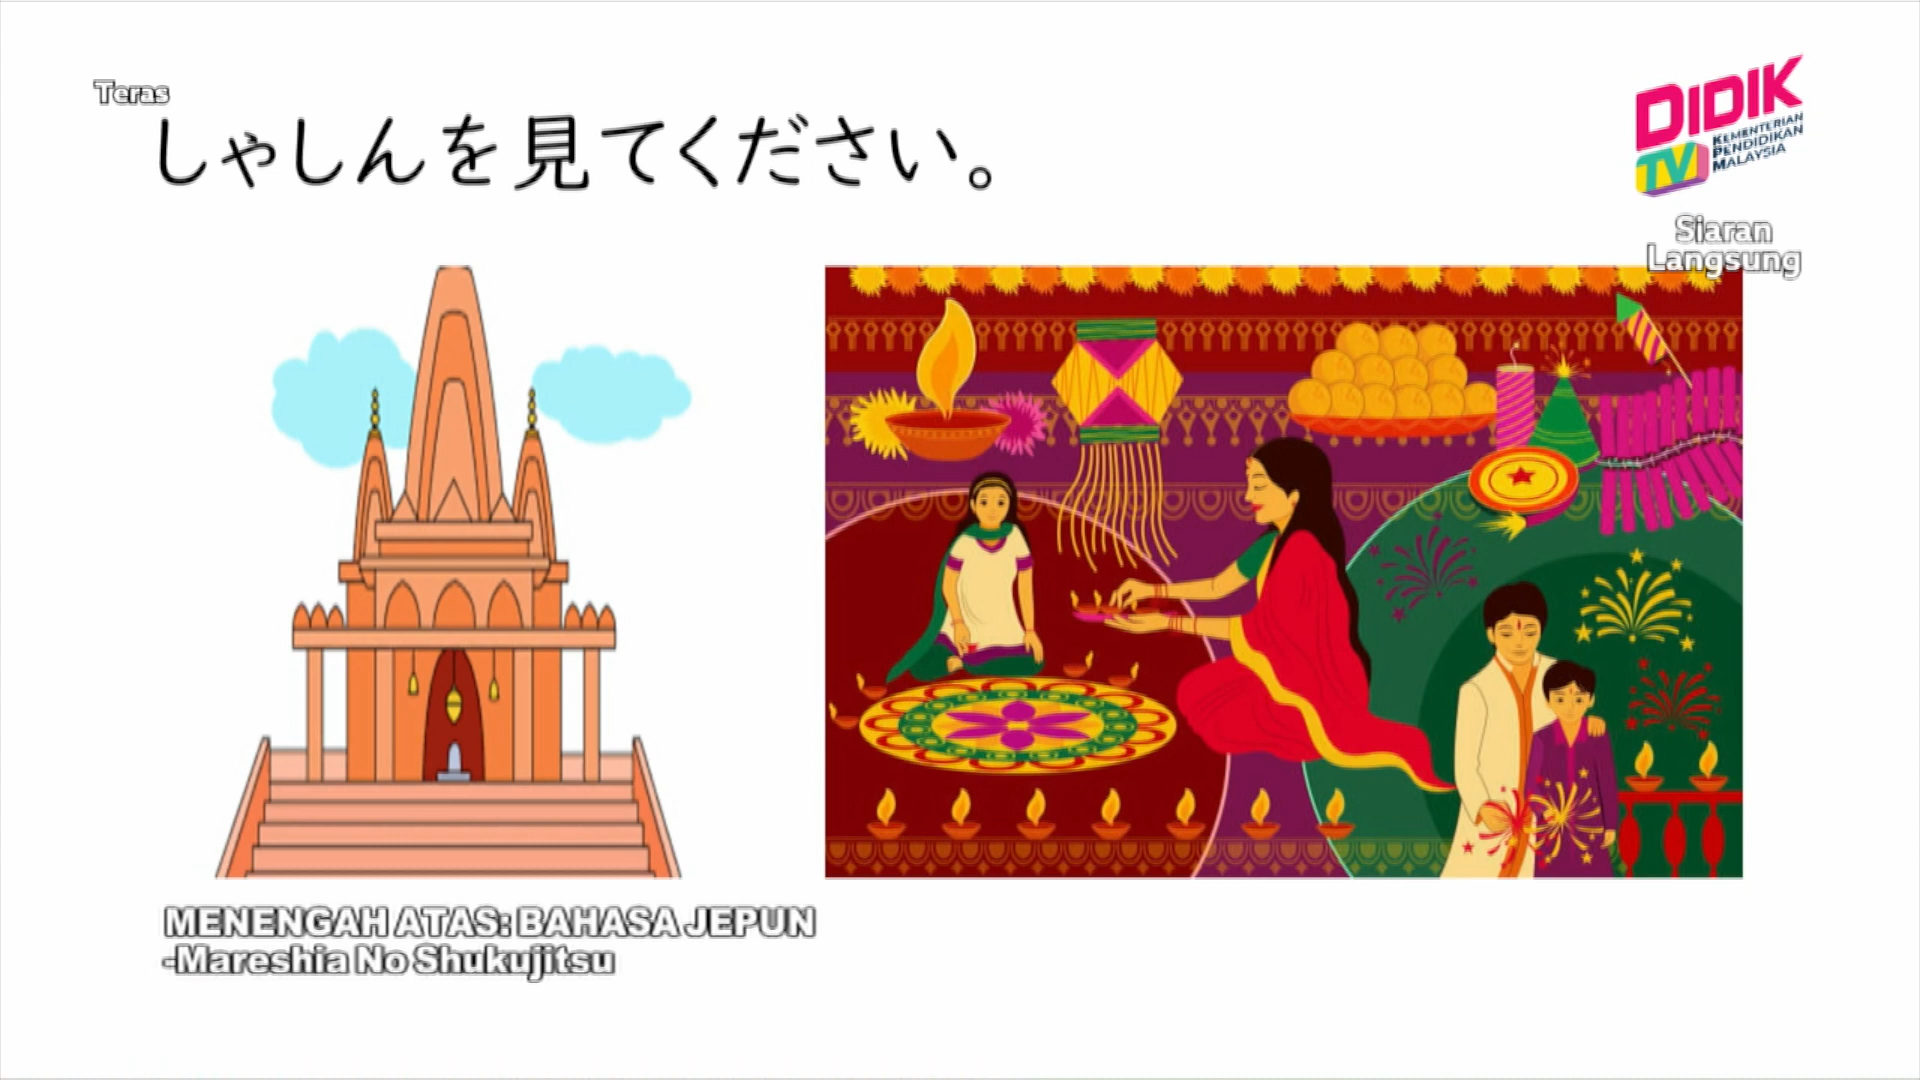 Teras
しゃしんを見てください。
DIDIK
TV
KEMENTERIAN
PENDIDIKAN
MALAYSIA
Siaran
Langsung
MENENGAH ATAS: BAHASA JEPUN
-Mareshia No Shukujitsu